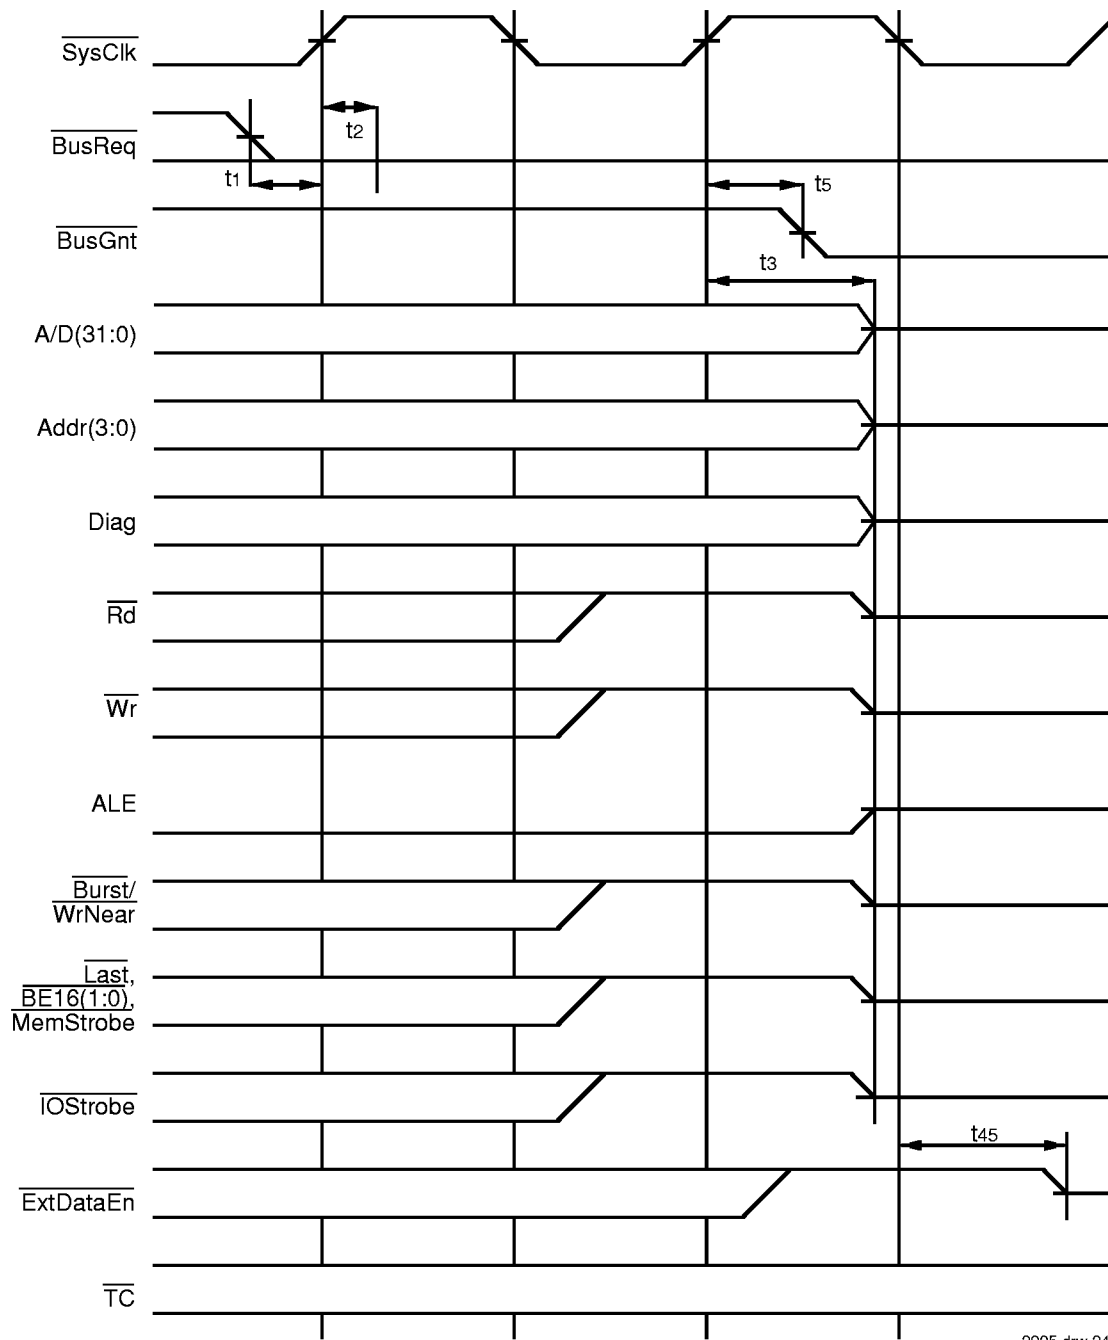 SysClk
t2
BusReq
t1
t5
BusGnt
t3
A/D(31:0)
Addr(3:0)
Diag
Rd
Wr
ALE
Burst/
WrNear
Last,
BE16(1:0),
MemStrobe
IOStrobe
t45
ExtDataEn
TC